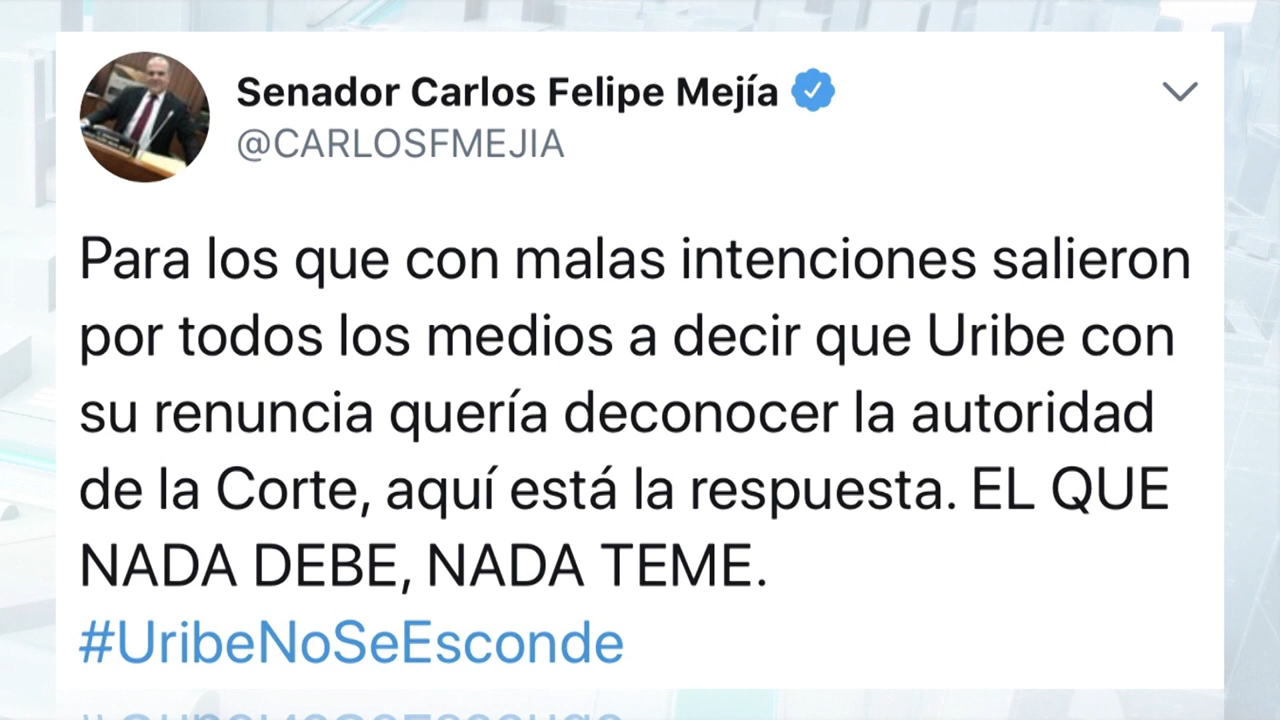 Senador Carlos Felipe Mejía
@CARLOSFMEJIA
Para los que con malas intenciones salieron
por todos los medios a decir que Uribe con
su renuncia quería deconocer la autoridad
de la Corte, aquí está la respuesta. EL QUE
NADA DEBE, NADA TEME.
#UribeNoSeEsconde